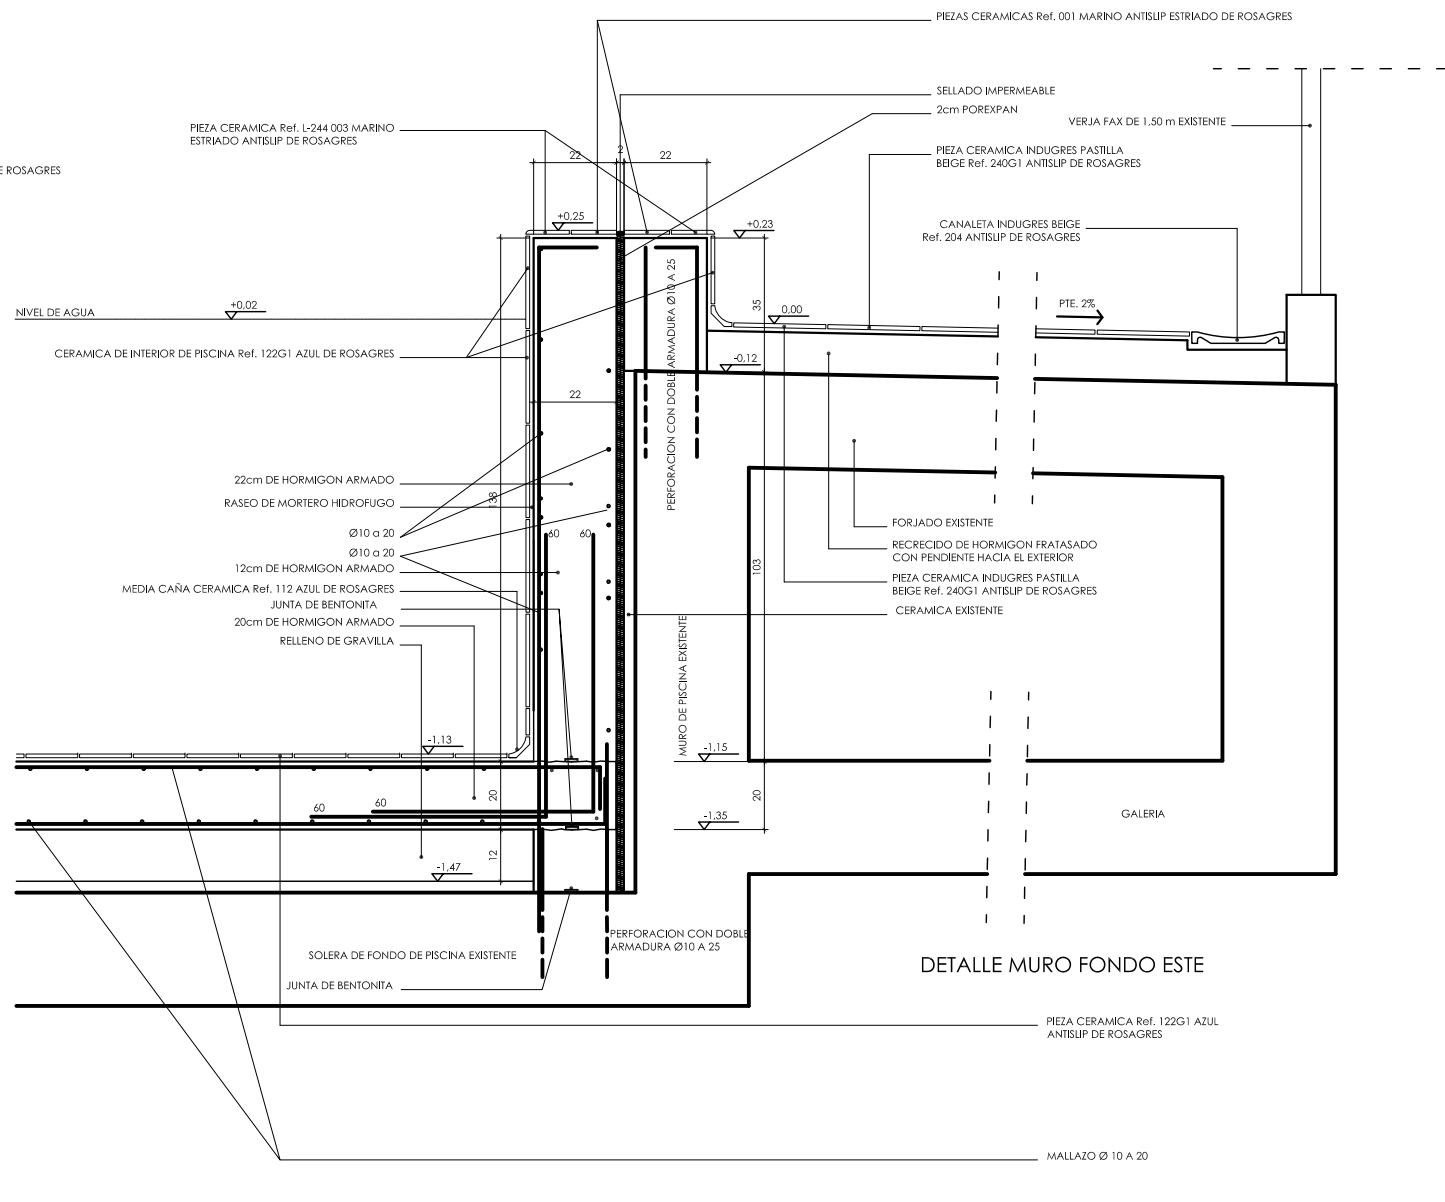 PIEZAS CERAMICAS Ref. 001 MARINO ANTISLIP ESTRIADO DE ROSAGRES
SELLADO IMPERMEABLE
2cm POREXPAN
VERJA FAX DE 1,50 m EXISTENTE
PIEZA CERAMICA Ref. L-244 003 MARINO
ESTRIADO ANTISLIP DE ROSAGRES
E ROSAGRES
22
2
22
PIEZA CERAMICA INDUGRES PASTILLA
BEIGE Ref. 240G1 ANTISLIP DE ROSAGRES
+0,25
+0,23
CANALETA INDUGRES BEIGE
Ref. 204 ANTISLIP DE ROSAGRES
NIVEL DE AGUA
+0,02
35
0,00
PTE. 2%
CERAMICA DE INTERIOR DE PISCINA Ref. 122G1 AZUL DE ROSAGRES
-0,12
22
PERFORACION CON DOBLE ARMADURA Ø10 A 25
22cm DE HORMIGON ARMADO
RASEO DE MORTERO HIDROFUGO
138
Ø10 a 20
Ø10 a 20
60
60
12cm DE HORMIGON ARMADO
MEDIA CAÑA CERAMICA Ref. 112 AZUL DE ROSAGRES
JUNTA DE BENTONITA
20cm DE HORMIGON ARMADO
RELLENO DE GRAVILLA
FORJADO EXISTENTE
RECRECIDO DE HORMIGON FRATASADO
CON PENDIENTE HACIA EL EXTERIOR
PIEZA CERAMICA INDUGRES PASTILLA
BEIGE Ref. 240G1 ANTISLIP DE ROSAGRES
CERAMICA EXISTENTE
103
MURO DE PISCINA EXISTENTE
-1,13
-1,15
20
60
60
20
-1,35
GALERIA
12
-1,47
PERFORACION CON DOBLE
ARMADURA Ø10 A 25
SOLERA DE FONDO DE PISCINA EXISTENTE
JUNTA DE BENTONITA
DETALLE MURO FONDO ESTE
PIEZA CERAMICA Ref. 122G1 AZUL
ANTISLIP DE ROSAGRES
MALLAZO Ø 10 A 20